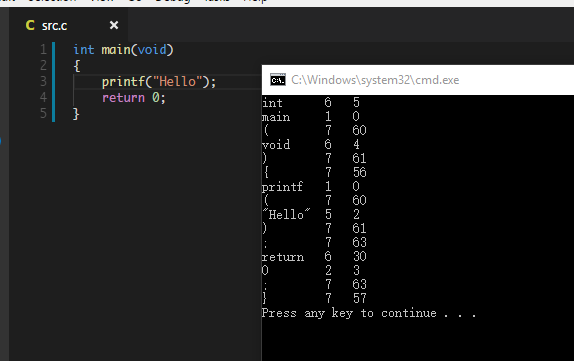 src.c
1 int main(void)
2 {
3 printf("Hello");
4 return 0;
5 }
C:\Windows\system32\cmd.exe
int 6 5
main 1 0
( 7 60
void 6 4
) 7 61
{ 7 56
printf 1 0
( 7 60
"Hello" 5 2
) 7 61
; 7 63
return 6 30
0 2 3
; 7 63
} 7 57
Press any key to continue . . .